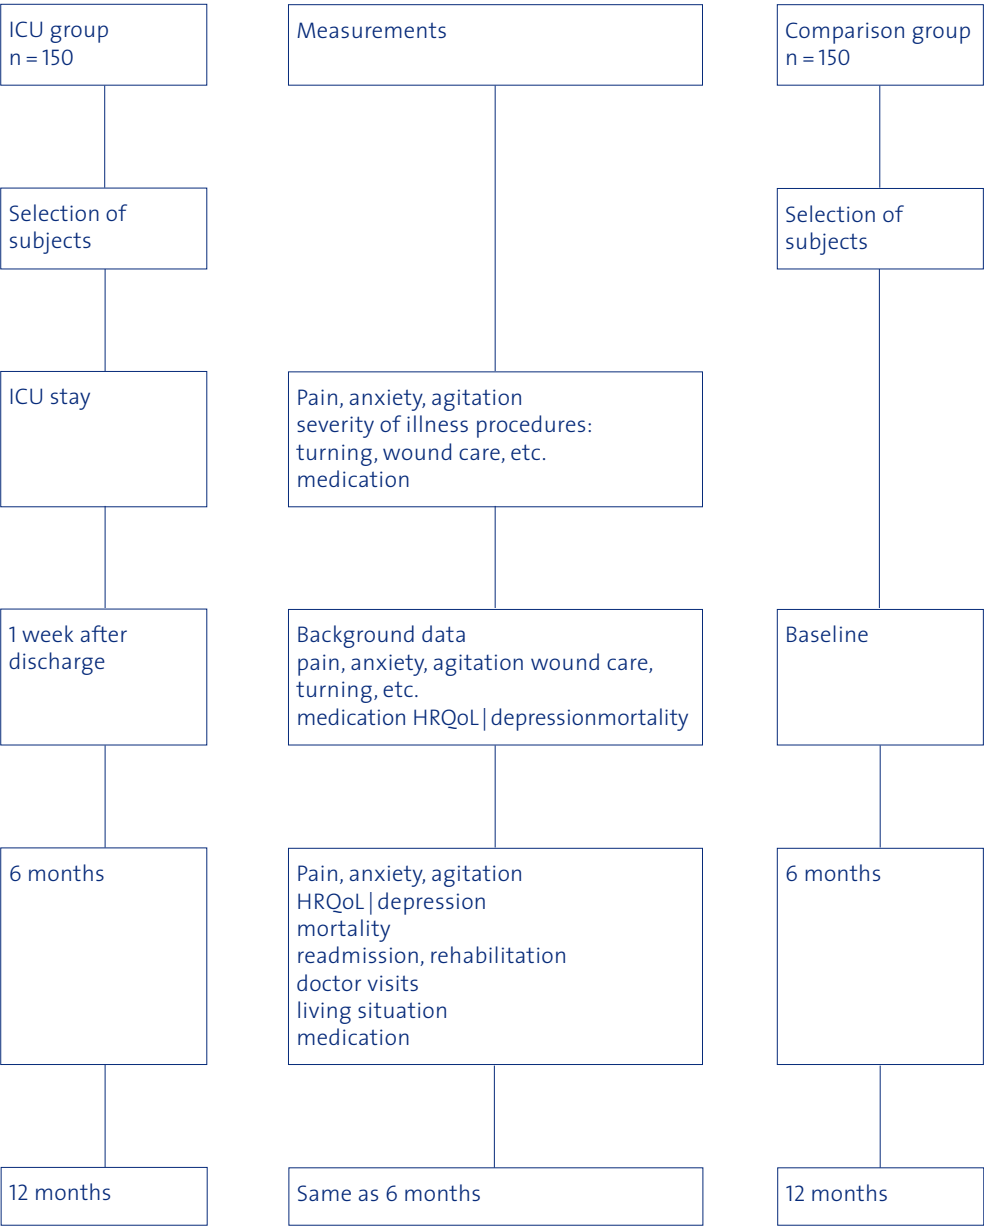 ICU group
n = 150
Measurements
Comparison group
n = 150
Selection of
subjects
Selection of
subjects
ICU stay
Pain, anxiety, agitation
severity of illness procedures:
turning, wound care, etc.
medication
1 week after
discharge
Background data
pain, anxiety, agitation wound care,
turning, etc.
medication HRQoL|depressionmortality
Baseline
6 months
Pain, anxiety, agitation
HRQoL|depression
mortality
readmission, rehabilitation
doctor visits
living situation
medication
6 months
12 months
Same as 6 months
12 months